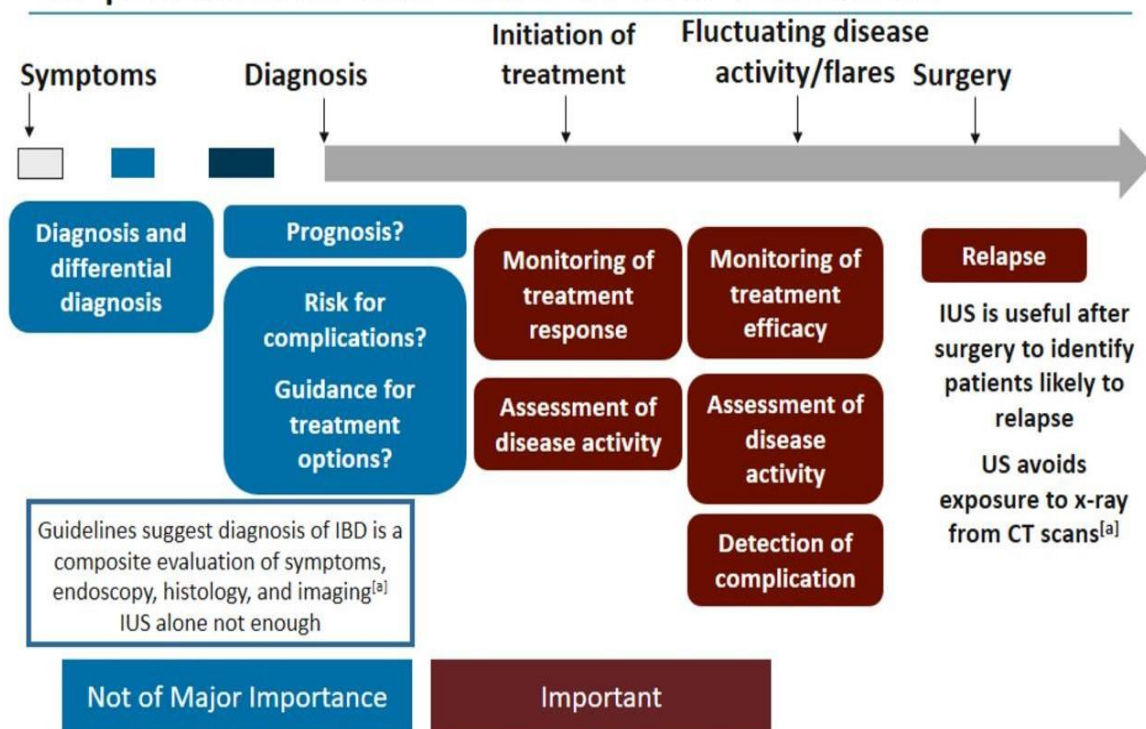 Symptoms
Diagnosis
Initiation of
treatment
Fluctuating disease
activity/flares
Surgery
Diagnosis and
differential
diagnosis
Prognosis?
Risk for
complications?
Guidance for
treatment
options?
Monitoring of
treatment
response
Assessment of
disease activity
Monitoring of
treatment
efficacy
Assessment of
disease
activity
Detection of
complication
Relapse
IUS is useful after
surgery to identify
patients likely to
relapse
US avoids
exposure to x-ray
from CT scans[a]
Guidelines suggest diagnosis of IBD is a
composite evaluation of symptoms,
endoscopy, histology, and imaging[a]
IUS alone not enough
Not of Major Importance
Important